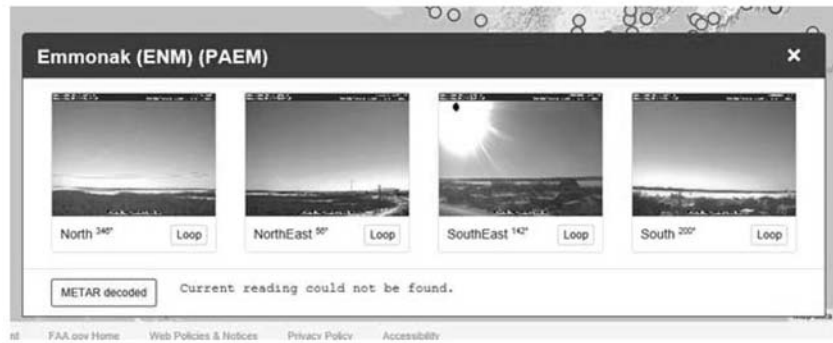 Emmonak (ENM) (PAEM) ×
North 346° Loop
NorthEast 56° Loop
SouthEast 142° Loop
South 200° Loop
METAR decoded Current reading could not be found.
FAA.gov Home Web Policies & Notices Privacy Policy Accessibility